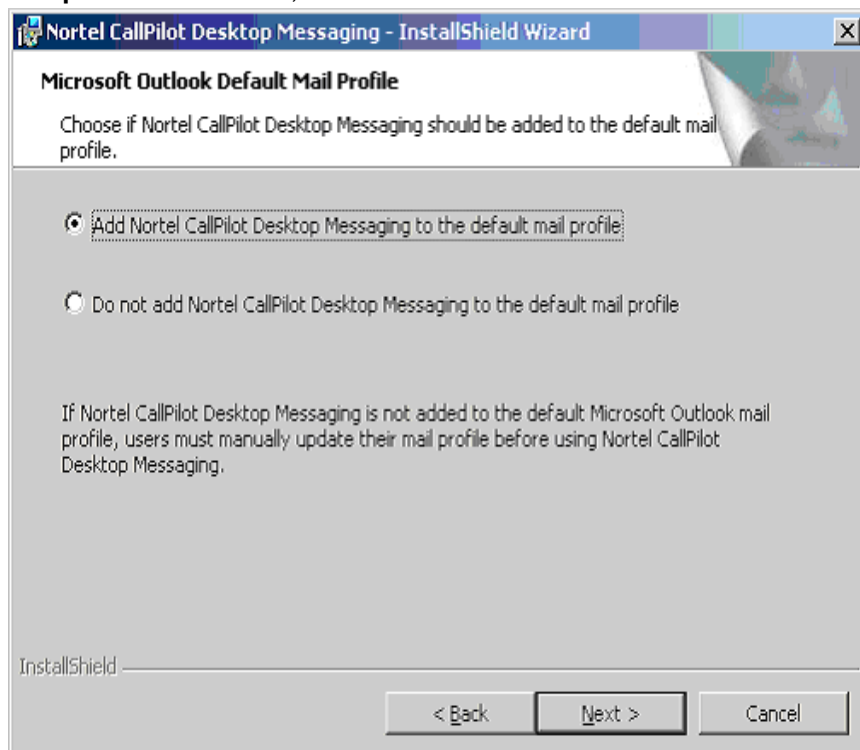 Nortel CallPilot Desktop Messaging - InstallShield Wizard
Microsoft Outlook Default Mail Profile
Choose if Nortel CallPilot Desktop Messaging should be added to the default mail
profile.
Add Nortel CallPilot Desktop Messaging to the default mail profile
Do not add Nortel CallPilot Desktop Messaging to the default mail profile
If Nortel CallPilot Desktop Messaging is not added to the default Microsoft Outlook mail
profile, users must manually update their mail profile before using Nortel CallPilot
Desktop Messaging.
InstallShield
< Back Next > Cancel